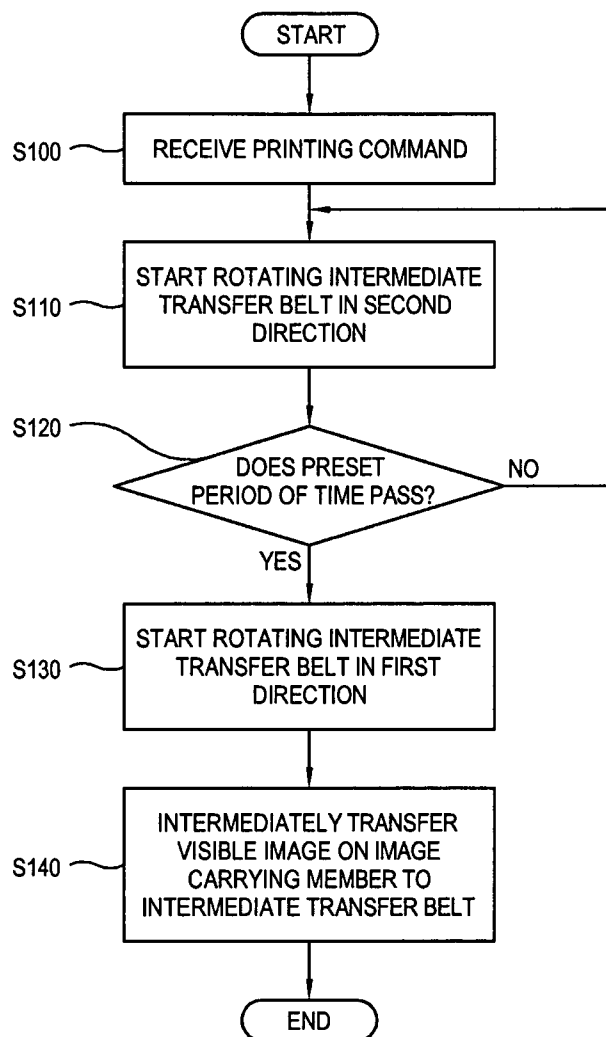 START
S100
RECEIVE PRINTING COMMAND
S110
START ROTATING INTERMEDIATE
TRANSFER BELT IN SECOND
DIRECTION
S120
DOES PRESET
PERIOD OF TIME PASS?
NO
YES
S130
START ROTATING INTERMEDIATE
TRANSFER BELT IN FIRST
DIRECTION
S140
INTERMEDIATELY TRANSFER
VISIBLE IMAGE ON IMAGE
CARRYING MEMBER TO
INTERMEDIATE TRANSFER BELT
END